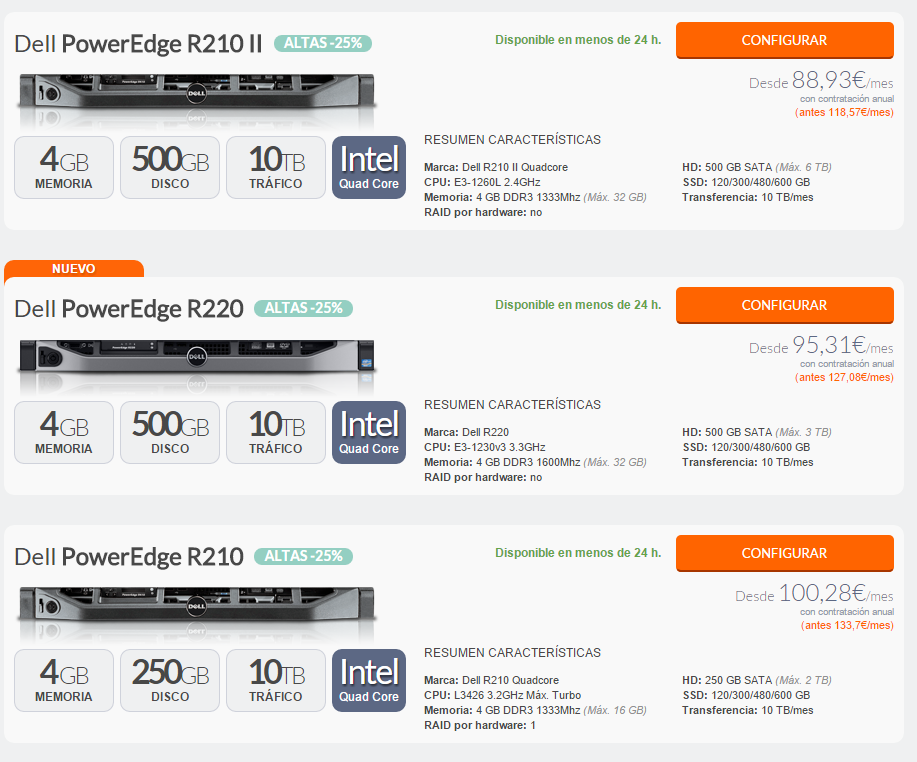 Dell PowerEdge R210 II ALTAS -25% Disponible en menos de 24 h. CONFIGURAR
Desde 88,93€/mes
con contratación anual
(antes 118,57€/mes)
DELL
4GB MEMORIA
500GB DISCO
10TB TRÁFICO
Intel Quad Core
RESUMEN CARACTERÍSTICAS
Marca: Dell R210 II Quadcore
CPU: E3-1260L 2.4GHz
Memoria: 4 GB DDR3 1333Mhz (Máx. 32 GB)
RAID por hardware: no
HD: 500 GB SATA (Máx. 6 TB)
SSD: 120/300/480/600 GB
Transferencia: 10 TB/mes
NUEVO
Dell PowerEdge R220 ALTAS -25% Disponible en menos de 24 h. CONFIGURAR
Desde 95,31€/mes
con contratación anual
(antes 127,08€/mes)
DELL
4GB MEMORIA
500GB DISCO
10TB TRÁFICO
Intel Quad Core
RESUMEN CARACTERÍSTICAS
Marca: Dell R220
CPU: E3-1230v3 3.3GHz
Memoria: 4 GB DDR3 1600Mhz (Máx. 32 GB)
RAID por hardware: no
HD: 500 GB SATA (Máx. 3 TB)
SSD: 120/300/480/600 GB
Transferencia: 10 TB/mes
Dell PowerEdge R210 ALTAS -25% Disponible en menos de 24 h. CONFIGURAR
Desde 100,28€/mes
con contratación anual
(antes 133,7€/mes)
DELL
4GB MEMORIA
250GB DISCO
10TB TRÁFICO
Intel Quad Core
RESUMEN CARACTERÍSTICAS
Marca: Dell R210 Quadcore
CPU: L3426 3.2GHz Máx. Turbo
Memoria: 4 GB DDR3 1333Mhz (Máx. 16 GB)
RAID por hardware: 1
HD: 250 GB SATA (Máx. 2 TB)
SSD: 120/300/480/600 GB
Transferencia: 10 TB/mes